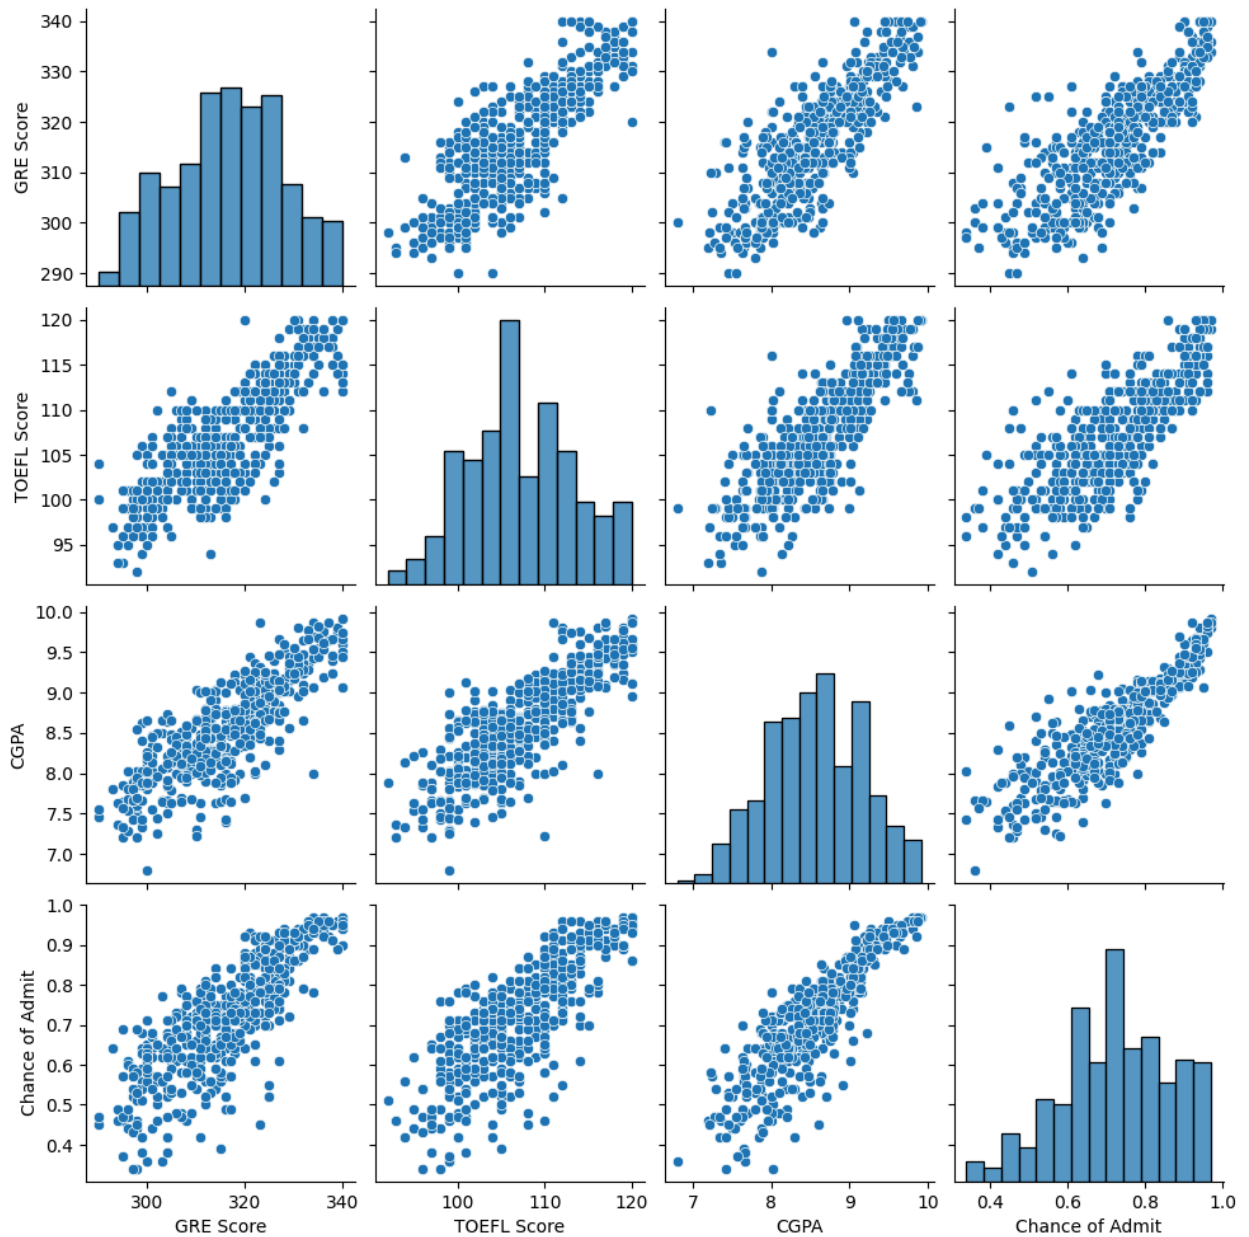 340
330
320
310
300
290
GRE Score
120
115
110
105
100
95
TOEFL Score
10.0
9.5
9.0
8.5
8.0
7.5
7.0
CGPA
1.0
0.9
0.8
0.7
0.6
0.5
0.4
Chance of Admit
300 320 340
GRE Score
100 110 120
TOEFL Score
7 8 9 10
CGPA
0.4 0.6 0.8 1.0
Chance of Admit